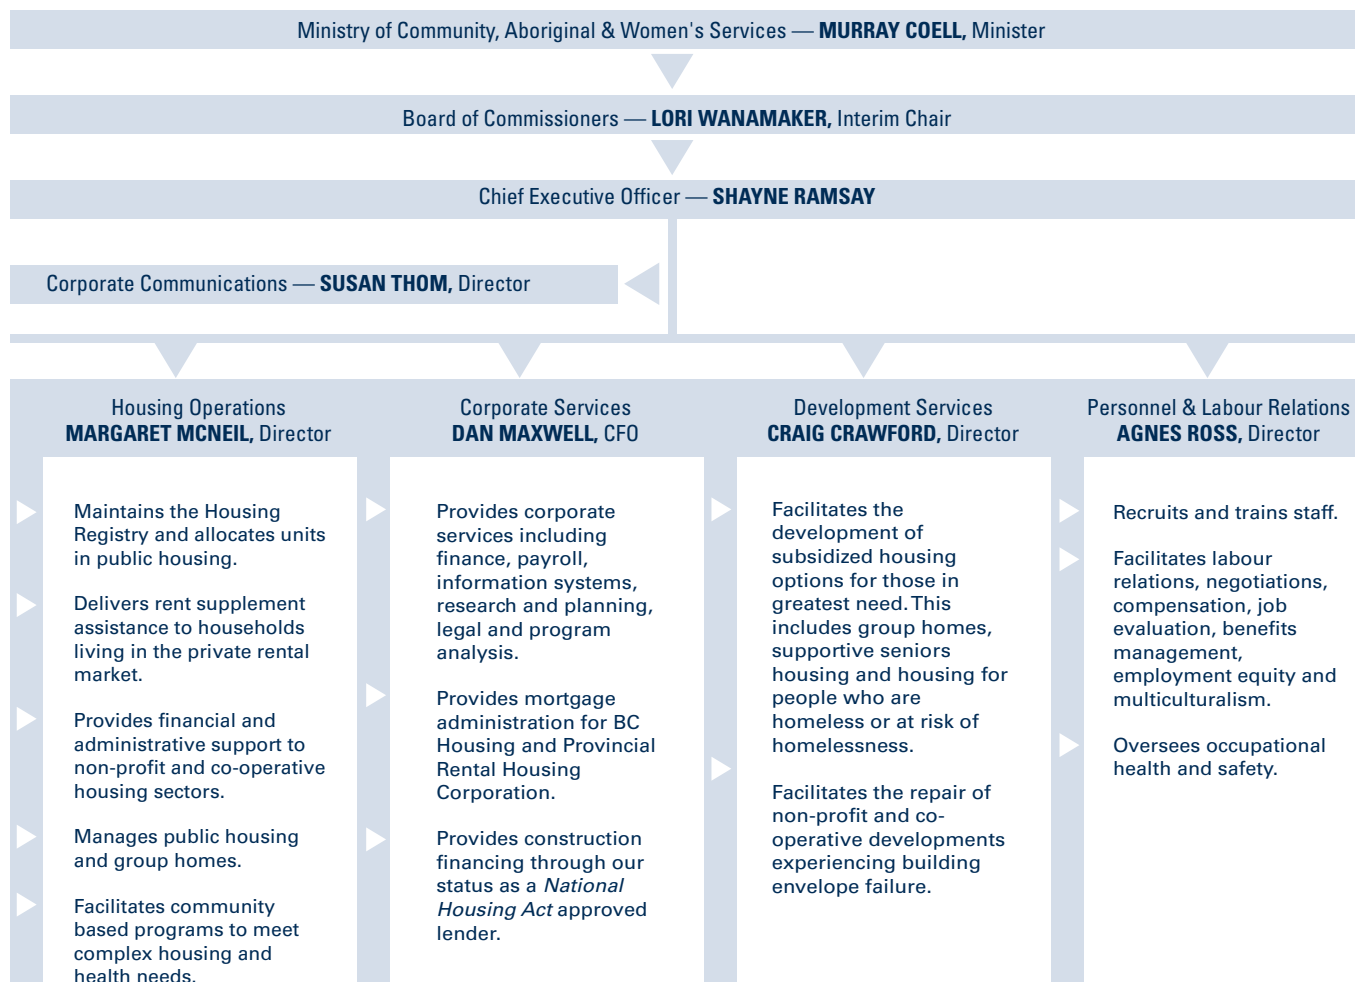 Ministry of Community, Aboriginal & Women's Services — MURRAY COELL, Minister
Board of Commissioners — LORI WANAMAKER, Interim Chair
Chief Executive Officer — SHAYNE RAMSAY
Corporate Communications — SUSAN THOM, Director
Housing Operations
MARGARET MCNEIL, Director
Maintains the Housing
Registry and allocates units
in public housing.
Delivers rent supplement
assistance to households
living in the private rental
market.
Provides financial and
administrative support to
non-profit and co-operative
housing sectors.
Manages public housing
and group homes.
Facilitates community
based programs to meet
complex housing and
health needs.
Corporate Services
DAN MAXWELL, CFO
Provides corporate
services including
finance, payroll,
information systems,
research and planning,
legal and program
analysis.
Provides mortgage
administration for BC
Housing and Provincial
Rental Housing
Corporation.
Provides construction
financing through our
status as a National
Housing Act approved
lender.
Development Services
CRAIG CRAWFORD, Director
Facilitates the
development of
subsidized housing
options for those in
greatest need. This
includes group homes,
supportive seniors
housing and housing for
people who are
homeless or at risk of
homelessness.
Facilitates the repair of
non-profit and co-
operative developments
experiencing building
envelope failure.
Personnel & Labour Relations
AGNES ROSS, Director
Recruits and trains staff.
Facilitates labour
relations, negotiations,
compensation, job
evaluation, benefits
management,
employment equity and
multiculturalism.
Oversees occupational
health and safety.